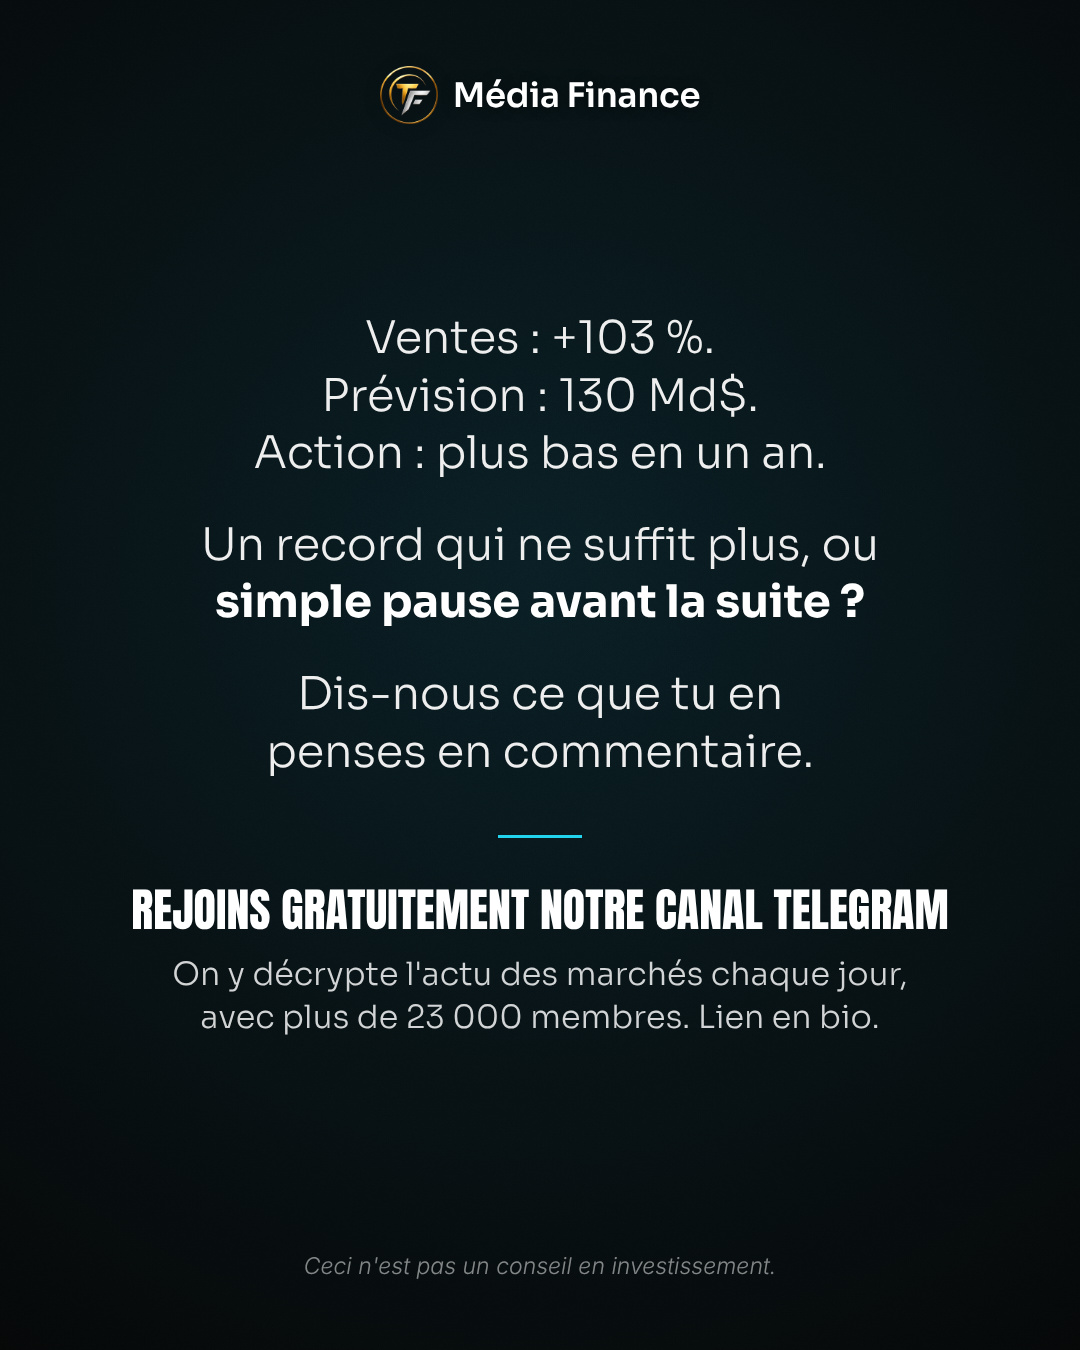 TF Média Finance
Ventes : +103 %.
Prévision : 130 Md$.
Action : plus bas en un an.
Un record qui ne suffit plus, ou
simple pause avant la suite ?
Dis-nous ce que tu en
penses en commentaire.
REJOINS GRATUITEMENT NOTRE CANAL TELEGRAM
On y décrypte l'actu des marchés chaque jour,
avec plus de 23 000 membres. Lien en bio.
Ceci n'est pas un conseil en investissement.